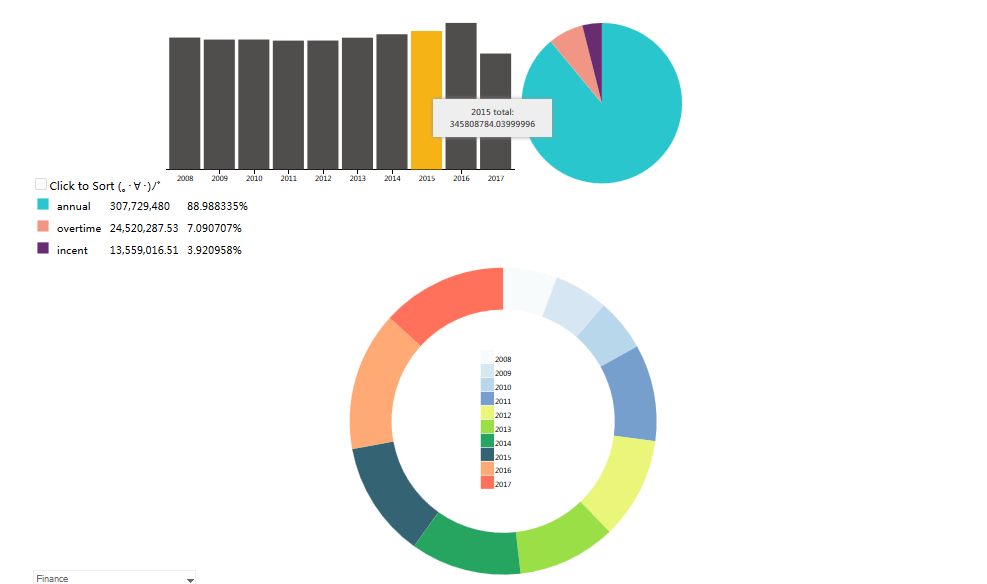 2015 total:
345808784.03999996
2008 2009 2010 2011 2012 2013 2014 2015 2016 2017
Click to Sort (｡･∀･)ﾉﾞ
annual 307,729,480 88.988335%
overtime 24,520,287.53 7.090707%
incent 13,559,016.51 3.920958%
2008
2009
2010
2011
2012
2013
2014
2015
2016
2017
Finance